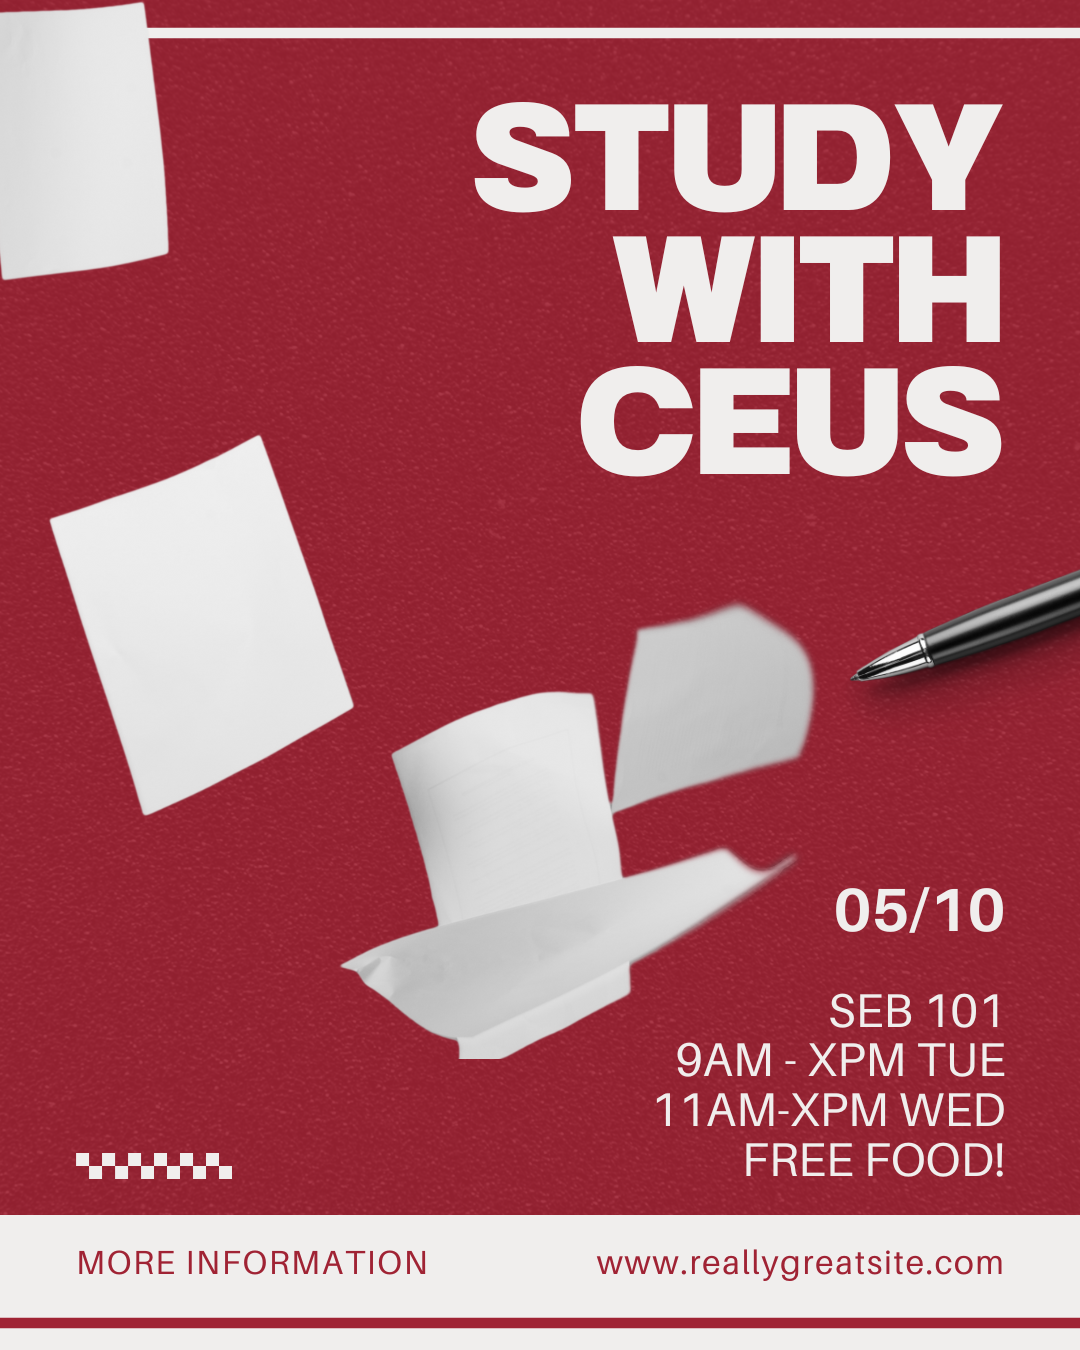 STUDY
WITH
CEUS
05/10
SEB 101
9AM - XPM TUE
11AM-XPM WED
FREE FOOD!
MORE INFORMATION
www.reallygreatsite.com